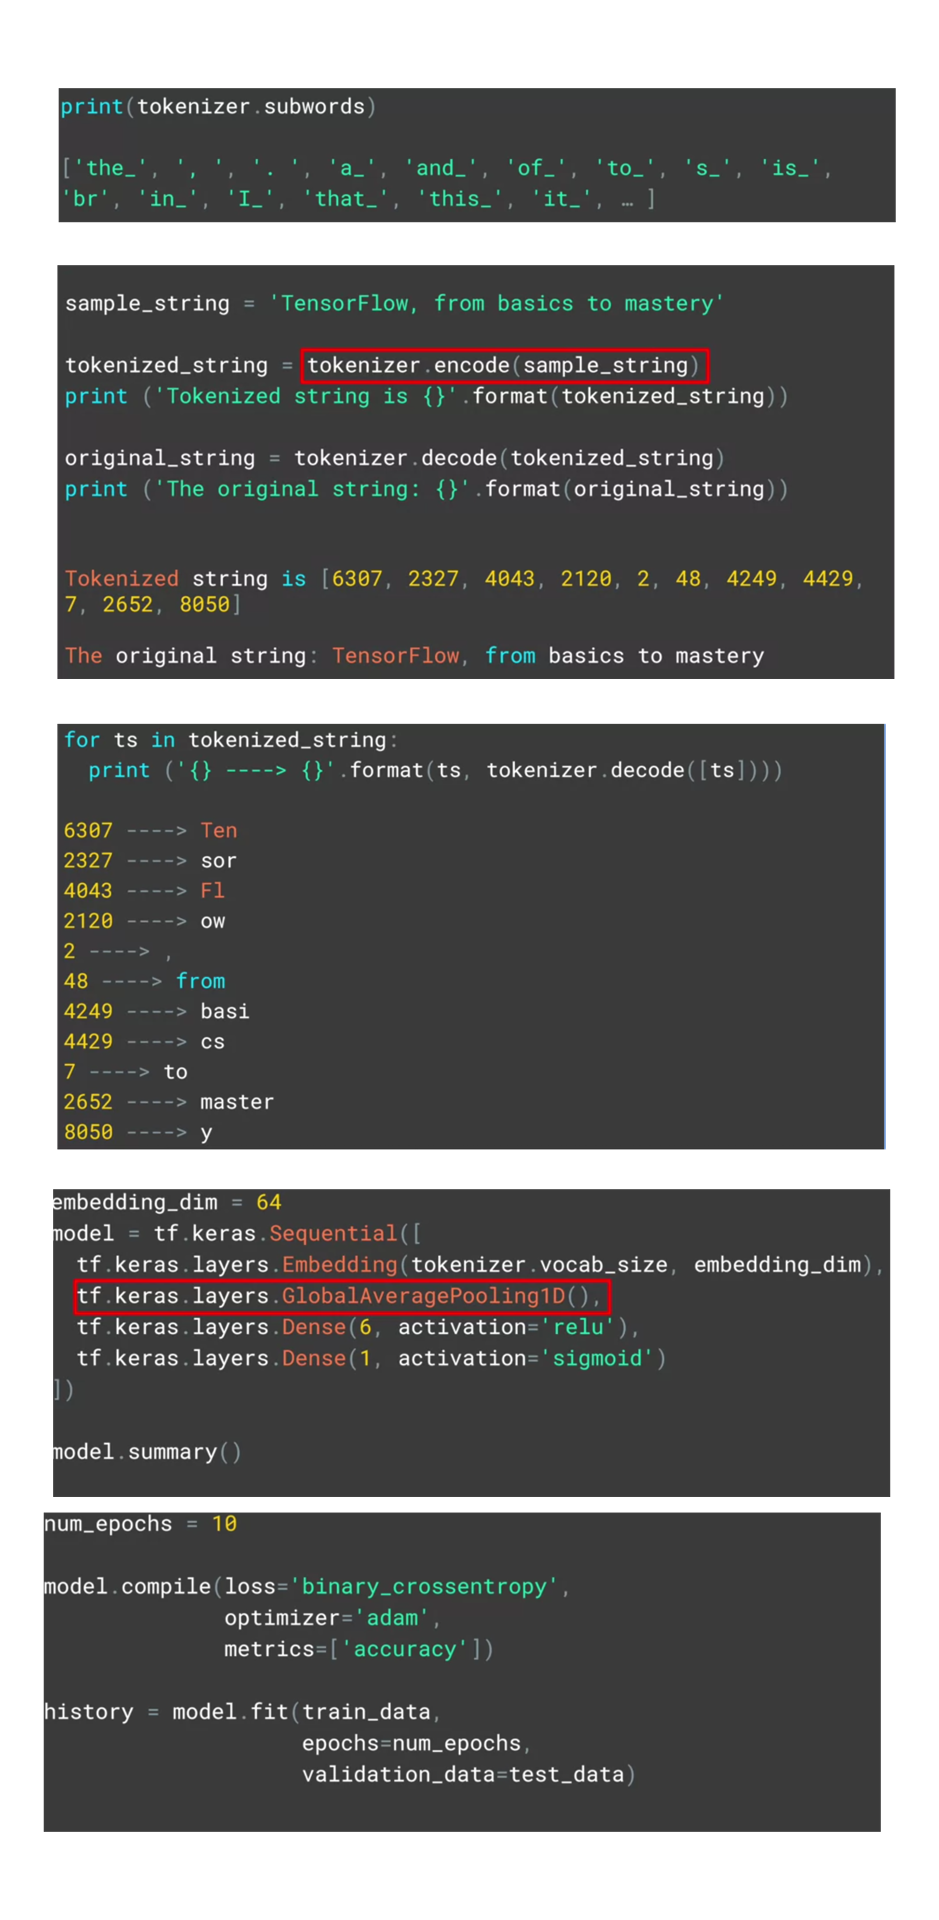 print(tokenizer.subwords)
['the_', ', ', '. ', 'a_', 'and_', 'of_', 'to_', 's_', 'is_',
'br', 'in_', 'I_', 'that_', 'this_', 'it_', … ]
sample_string = 'TensorFlow, from basics to mastery'
tokenized_string = tokenizer.encode(sample_string)
print ('Tokenized string is {}'.format(tokenized_string))
original_string = tokenizer.decode(tokenized_string)
print ('The original string: {}'.format(original_string))
Tokenized string is [6307, 2327, 4043, 2120, 2, 48, 4249, 4429,
7, 2652, 8050]
The original string: TensorFlow, from basics to mastery
for ts in tokenized_string:
  print ('{} ----> {}'.format(ts, tokenizer.decode([ts])))
6307 ----> Ten
2327 ----> sor
4043 ----> Fl
2120 ----> ow
2 ----> ,
48 ----> from
4249 ----> basi
4429 ----> cs
7 ----> to
2652 ----> master
8050 ----> y
embedding_dim = 64
model = tf.keras.Sequential([
  tf.keras.layers.Embedding(tokenizer.vocab_size, embedding_dim),
  tf.keras.layers.GlobalAveragePooling1D(),
  tf.keras.layers.Dense(6, activation='relu'),
  tf.keras.layers.Dense(1, activation='sigmoid')
])
model.summary()
num_epochs = 10
model.compile(loss='binary_crossentropy',
              optimizer='adam',
              metrics=['accuracy'])
history = model.fit(train_data,
                    epochs=num_epochs,
                    validation_data=test_data)